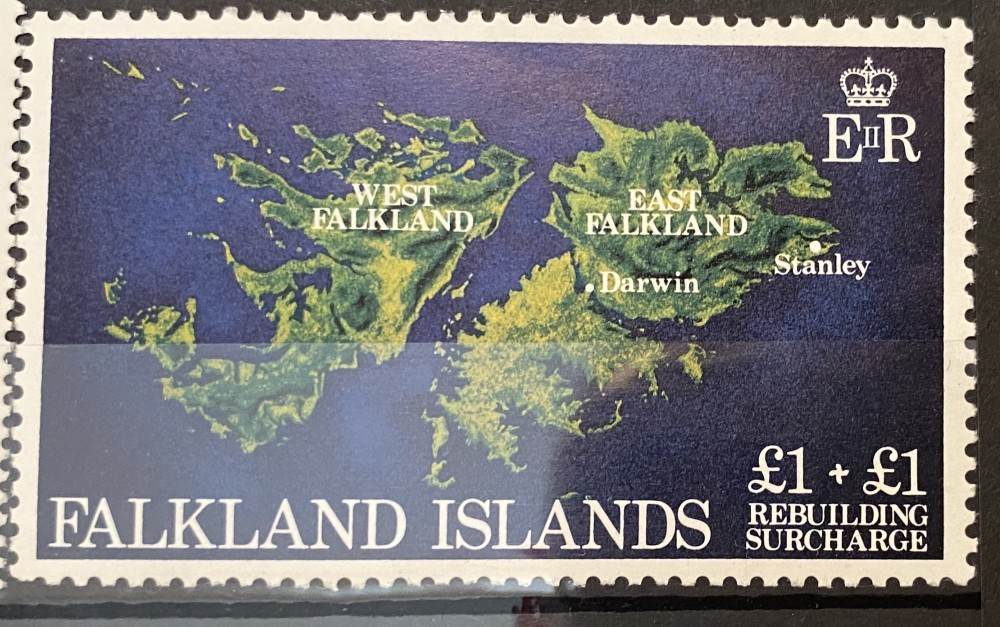 EIIR
WEST
FALKLAND
EAST
FALKLAND
Stanley
Darwin
£1 + £1
REBUILDING
SURCHARGE
FALKLAND ISLANDS